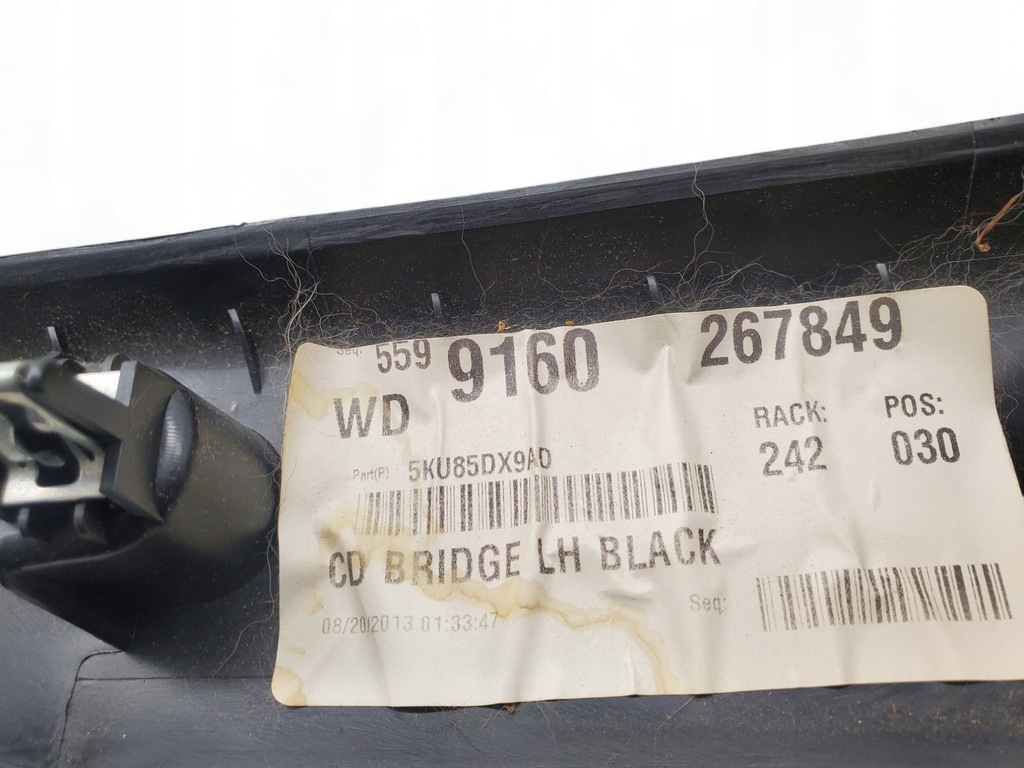 Seq: 559 9160 267849
WD
RACK: POS:
242 030
Part(P) 5KU85DX9AD
CD BRIDGE LH BLACK
Seq:
08/20/2013 01:33:47